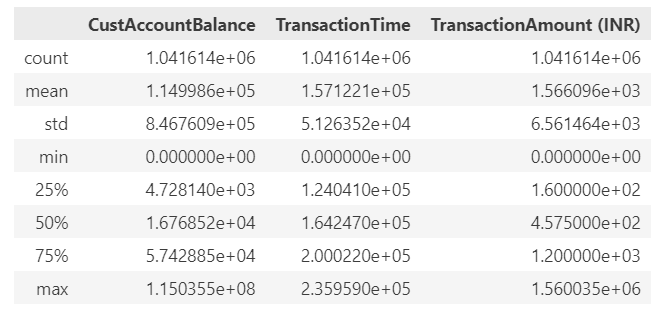 CustAccountBalance TransactionTime TransactionAmount (INR)
count 1.041614e+06 1.041614e+06 1.041614e+06
mean 1.149986e+05 1.571221e+05 1.566096e+03
std 8.467609e+05 5.126352e+04 6.561464e+03
min 0.000000e+00 0.000000e+00 0.000000e+00
25% 4.728140e+03 1.240410e+05 1.600000e+02
50% 1.676852e+04 1.642470e+05 4.575000e+02
75% 5.742885e+04 2.000220e+05 1.200000e+03
max 1.150355e+08 2.359590e+05 1.560035e+06